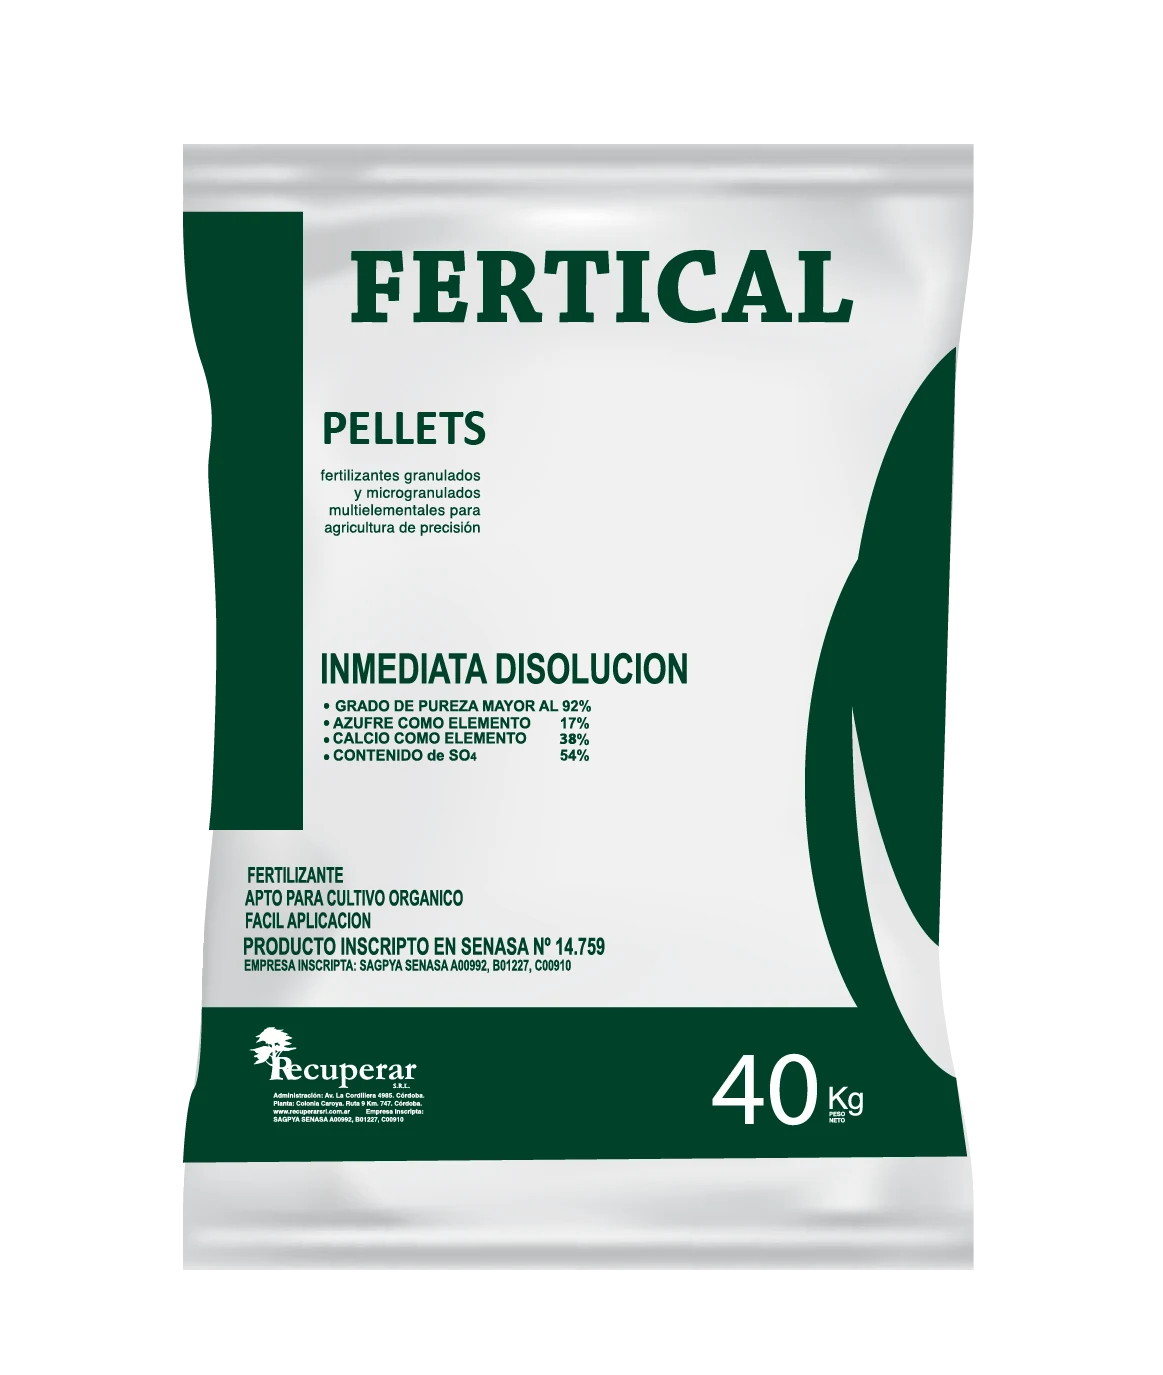 FERTICAL
PELLETS
fertilizantes granulados
y microgranulados
multielementales para
agricultura de precisión
INMEDIATA DISOLUCION
• GRADO DE PUREZA MAYOR AL 92%
• AZUFRE COMO ELEMENTO 17%
• CALCIO COMO ELEMENTO 38%
• CONTENIDO de SO4 54%
FERTILIZANTE
APTO PARA CULTIVO ORGANICO
FACIL APLICACION
PRODUCTO INSCRIPTO EN SENASA Nº 14.759
EMPRESA INSCRIPTA: SAGPYA SENASA A00992, B01227, C00910
Recuperar
S.R.L.
Administración: Av. La Cordillera 4985. Córdoba.
Planta: Colonia Caroya. Ruta 9 Km. 747. Córdoba.
www.recuperarsrl.com.ar Empresa Inscripta:
SAGPYA SENASA A00992, B01227, C00910
40 Kg
PESO
NETO